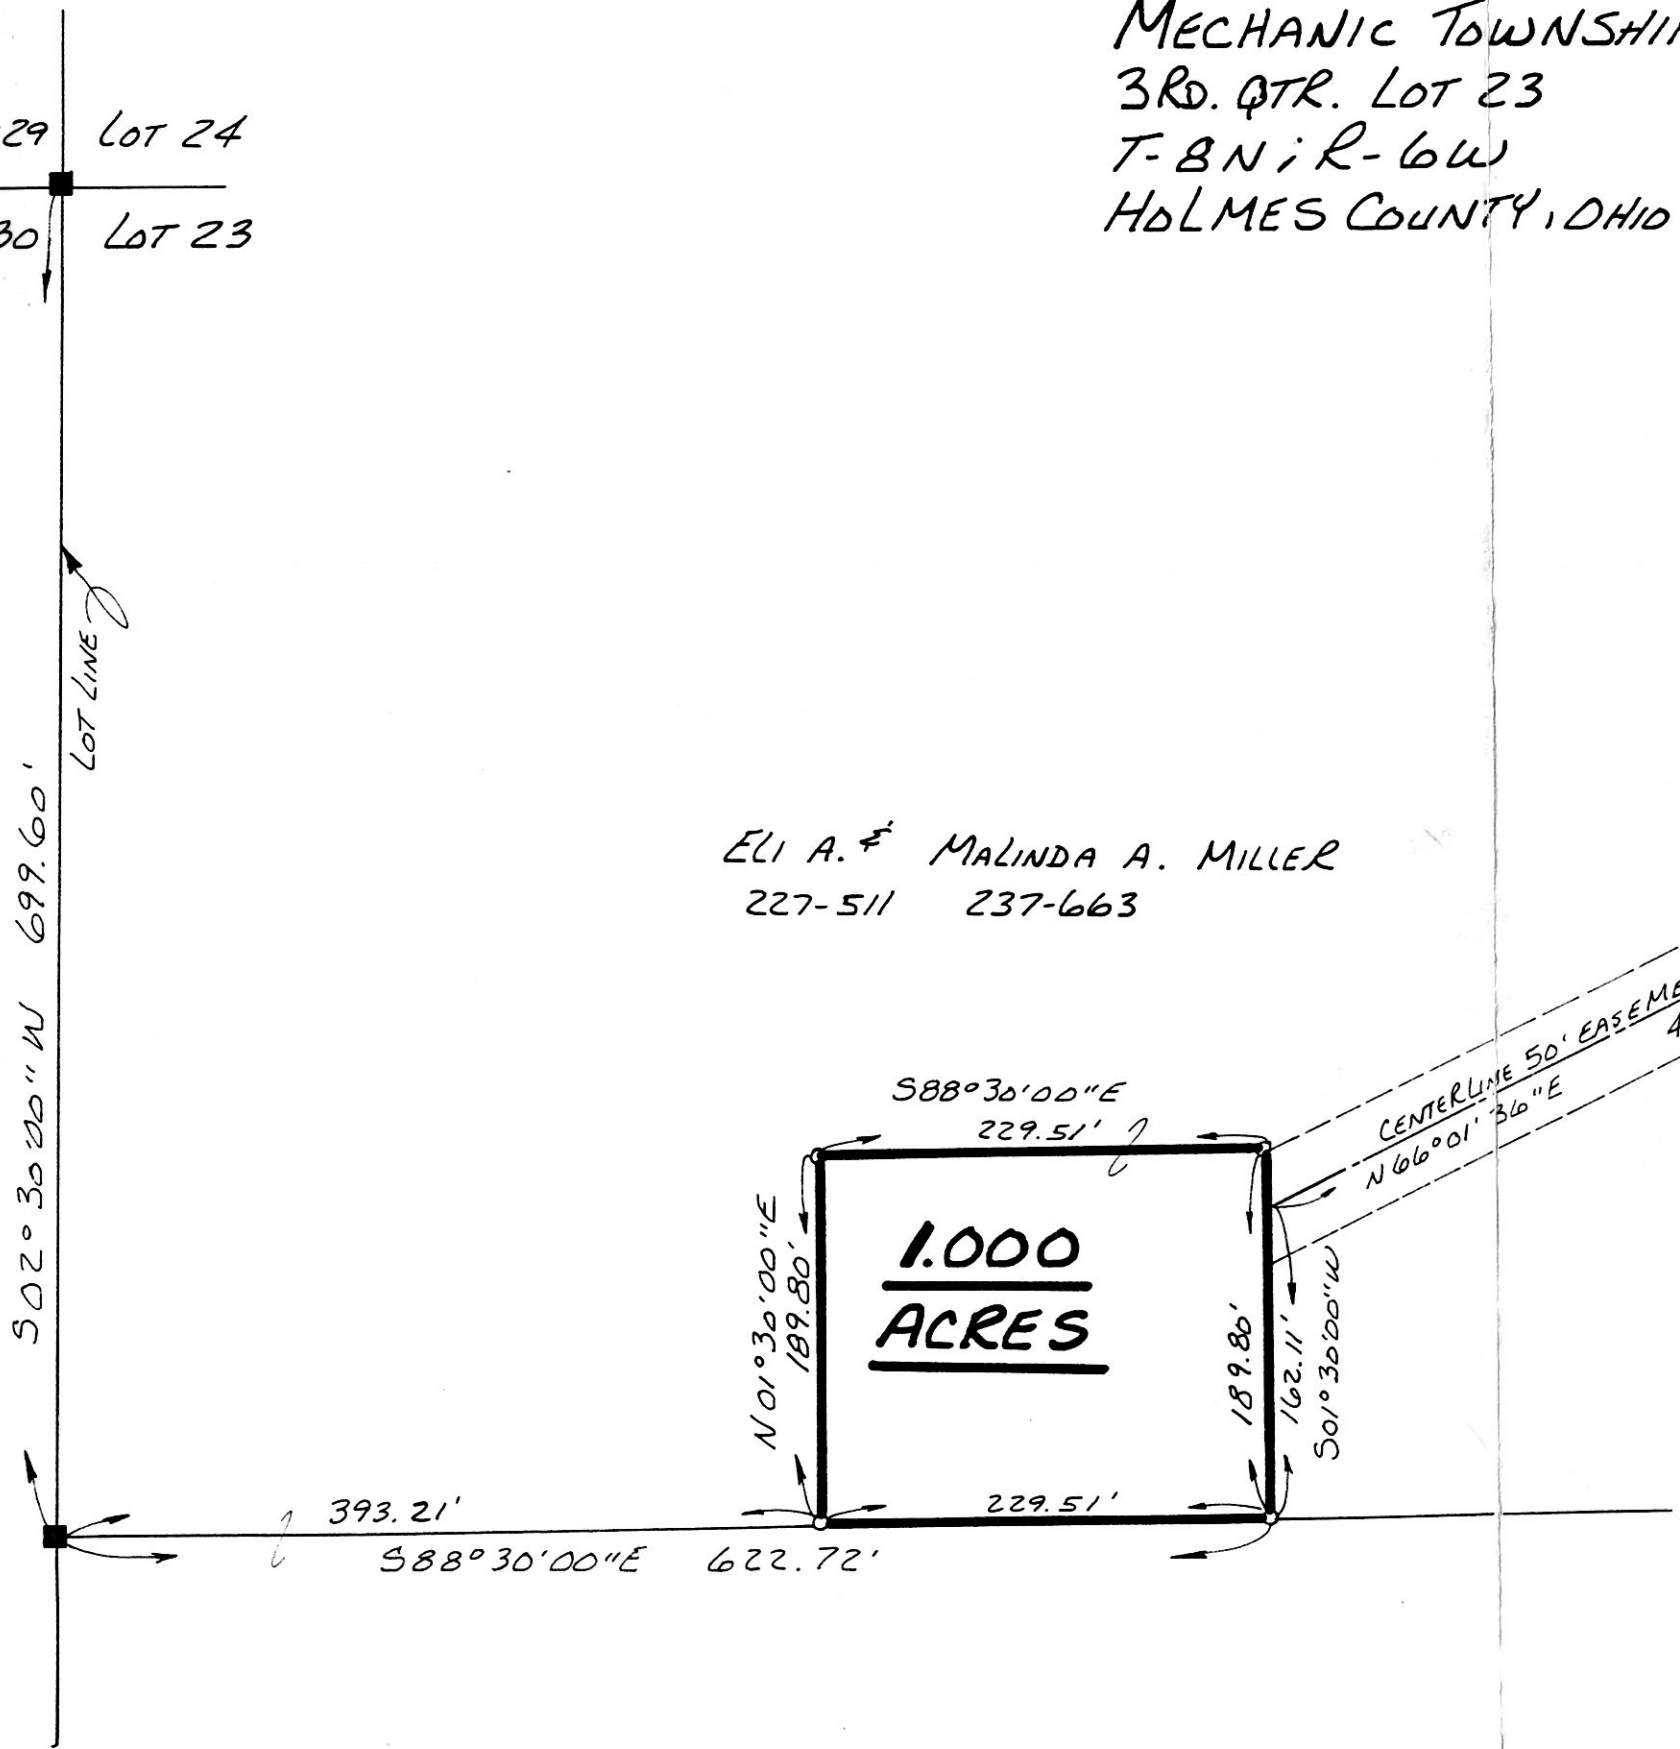 MECHANIC TOWNSHI
3RD. QTR. LOT 23
T-8N ; R-6W
HOLMES COUNTY, OHIO
29 LOT 24
30 LOT 23
LOT LINE
S02°30'00"W 699.60'
ELI A. & MALINDA A. MILLER
227-511 237-663
CENTERLINE 50' EASEME
N66°01'36"E
4
S88°30'00"E
229.51'
N01°30'00"E
189.80'
1.000
ACRES
189.80'
162.11'
S01°30'00"W
393.21'
229.51'
S88°30'00"E 622.72'